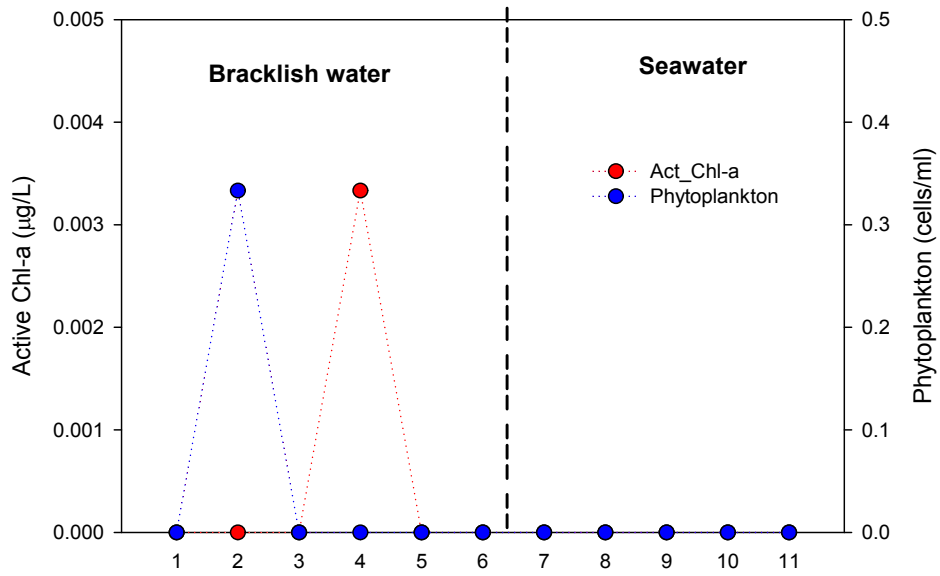 0.005
0.004
0.003
0.002
0.001
0.000
Active Chl-a (µg/L)
Bracklish water
Seawater
Act_Chl-a
Phytoplankton
0.5
0.4
0.3
0.2
0.1
0.0
Phytoplankton (cells/ml)
1 2 3 4 5 6 7 8 9 10 11